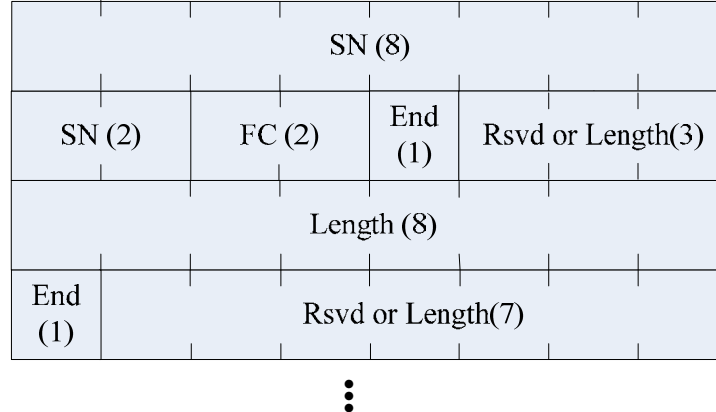 SN (8)
SN (2) FC (2) End (1) Rsvd or Length(3)
Length (8)
End (1) Rsvd or Length(7)